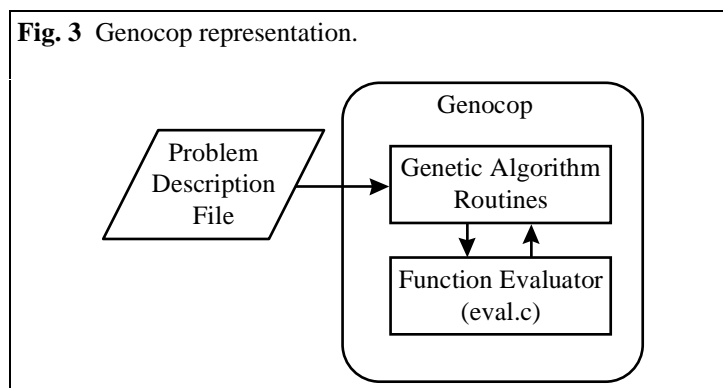 Fig. 3 Genocop representation.
Genocop
Problem
Description
File
Genetic Algorithm
Routines
Function Evaluator
(eval.c)